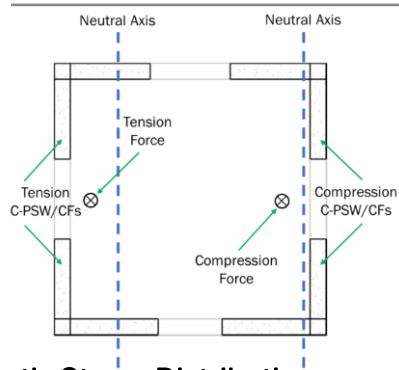 Neutral Axis
Neutral Axis
Tension
Force
Tension
C-PSW/CFs
Compression
C-PSW/CFs
Compression
Force